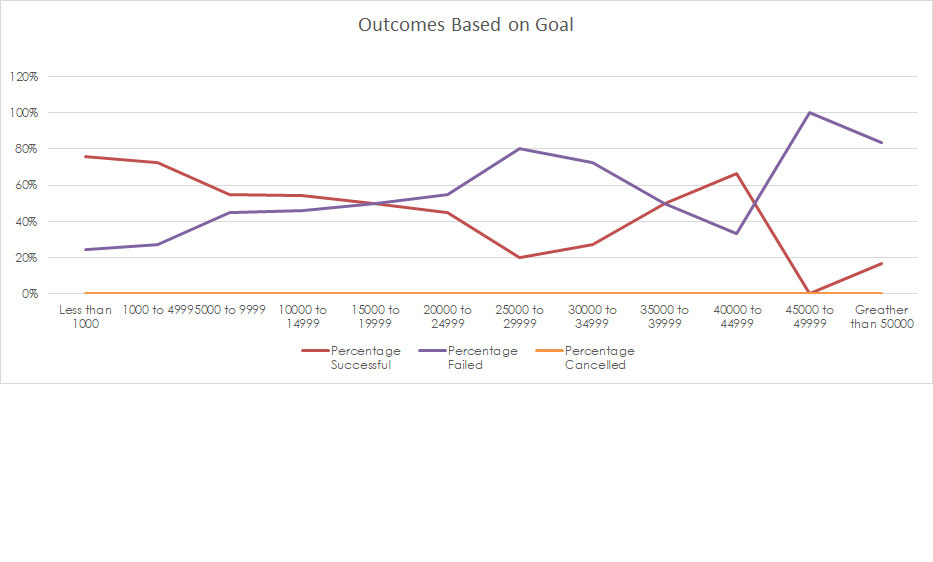 Outcomes Based on Goal
120%
100%
80%
60%
40%
20%
0%
Less than 1000 to 4999 5000 to 9999 10000 to 15000 to 20000 to 25000 to 30000 to 35000 to 40000 to 45000 to Greather
1000 14999 19999 24999 29999 34999 39999 44999 49999 than 50000
Percentage Percentage Percentage
Successful Failed Cancelled